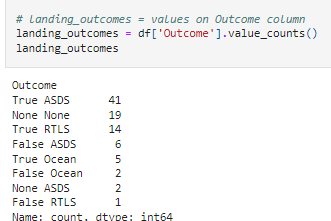 # landing_outcomes = values on Outcome column
landing_outcomes = df['Outcome'].value_counts()
landing_outcomes
Outcome
True ASDS 41
None None 19
True RTLS 14
False ASDS 6
True Ocean 5
False Ocean 2
None ASDS 2
False RTLS 1
Name: count, dtype: int64